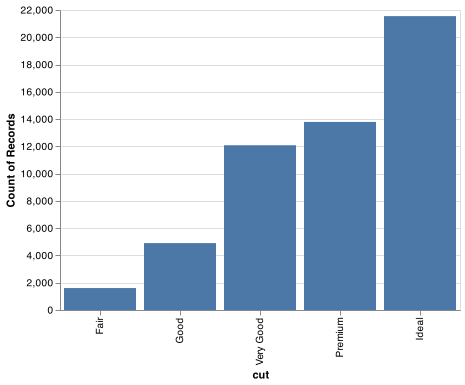 22,000
20,000
18,000
16,000
14,000
12,000
10,000
8,000
6,000
4,000
2,000
0
Count of Records
Fair
Good
Very Good
Premium
Ideal
cut